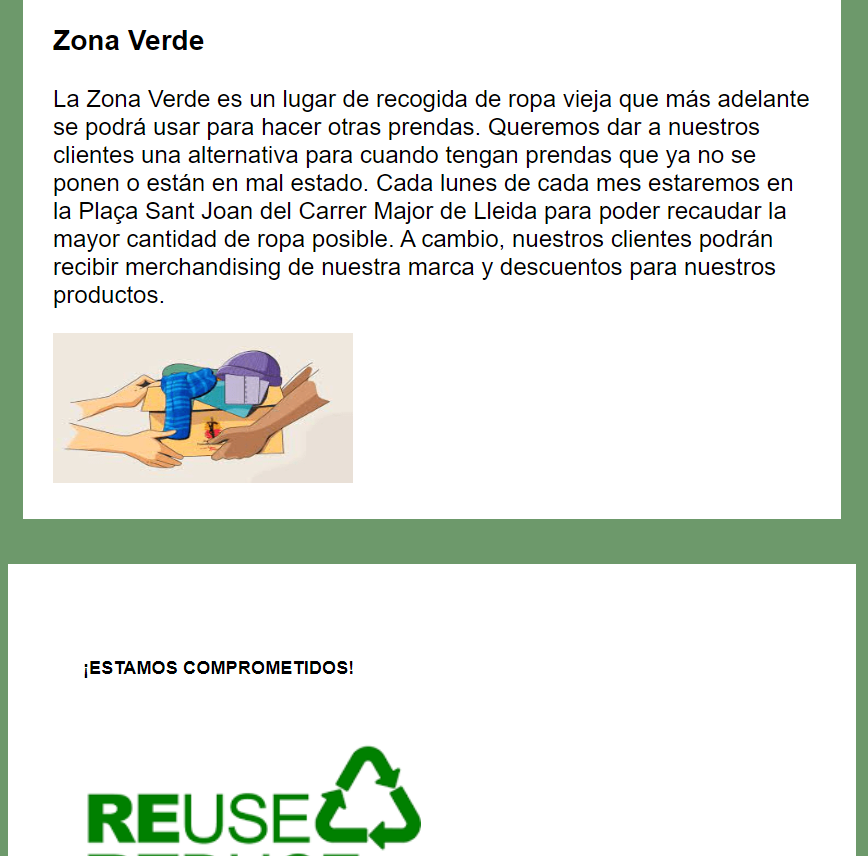 Zona Verde
La Zona Verde es un lugar de recogida de ropa vieja que más adelante
se podrá usar para hacer otras prendas. Queremos dar a nuestros
clientes una alternativa para cuando tengan prendas que ya no se
ponen o están en mal estado. Cada lunes de cada mes estaremos en
la Plaça Sant Joan del Carrer Major de Lleida para poder recaudar la
mayor cantidad de ropa posible. A cambio, nuestros clientes podrán
recibir merchandising de nuestra marca y descuentos para nuestros
productos.
¡ESTAMOS COMPROMETIDOS!
REUSE